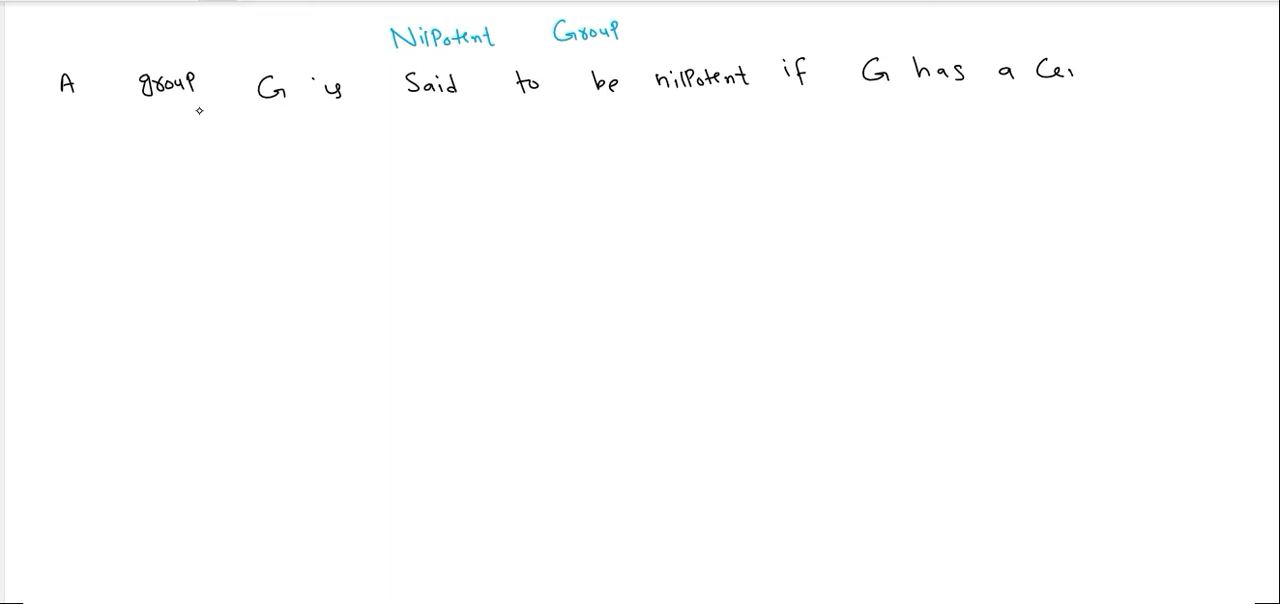 Nilpotent Group
A group G is Said to be nilpotent if G has a